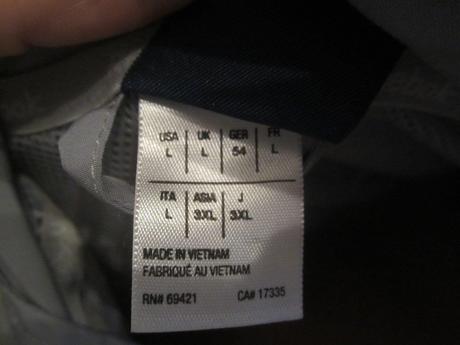 USA UK GER FR
L L 54 L
ITA ASIA J
L 3XL 3XL
MADE IN VIETNAM
FABRIQUÉ AU VIETNAM
RN# 69421 CA# 17335